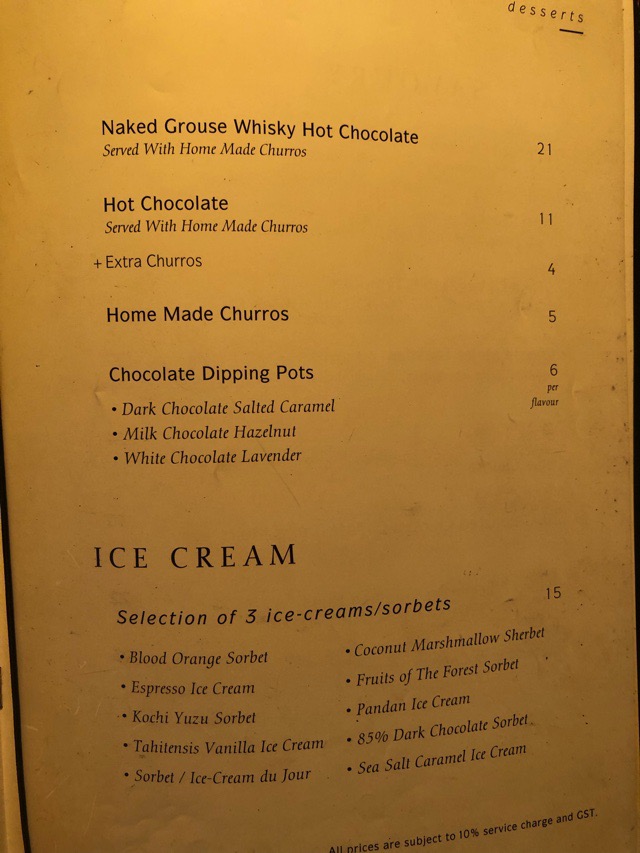 desserts
Naked Grouse Whisky Hot Chocolate
Served With Home Made Churros
21
Hot Chocolate
Served With Home Made Churros
11
+ Extra Churros
4
Home Made Churros
5
Chocolate Dipping Pots
6
per
flavour
• Dark Chocolate Salted Caramel
• Milk Chocolate Hazelnut
• White Chocolate Lavender
ICE CREAM
Selection of 3 ice-creams/sorbets
15
• Blood Orange Sorbet
• Espresso Ice Cream
• Kochi Yuzu Sorbet
• Tahitensis Vanilla Ice Cream
• Sorbet / Ice-Cream du Jour
• Coconut Marshmallow Sherbet
• Fruits of The Forest Sorbet
• Pandan Ice Cream
• 85% Dark Chocolate Sorbet
• Sea Salt Caramel Ice Cream
All prices are subject to 10% service charge and GST.